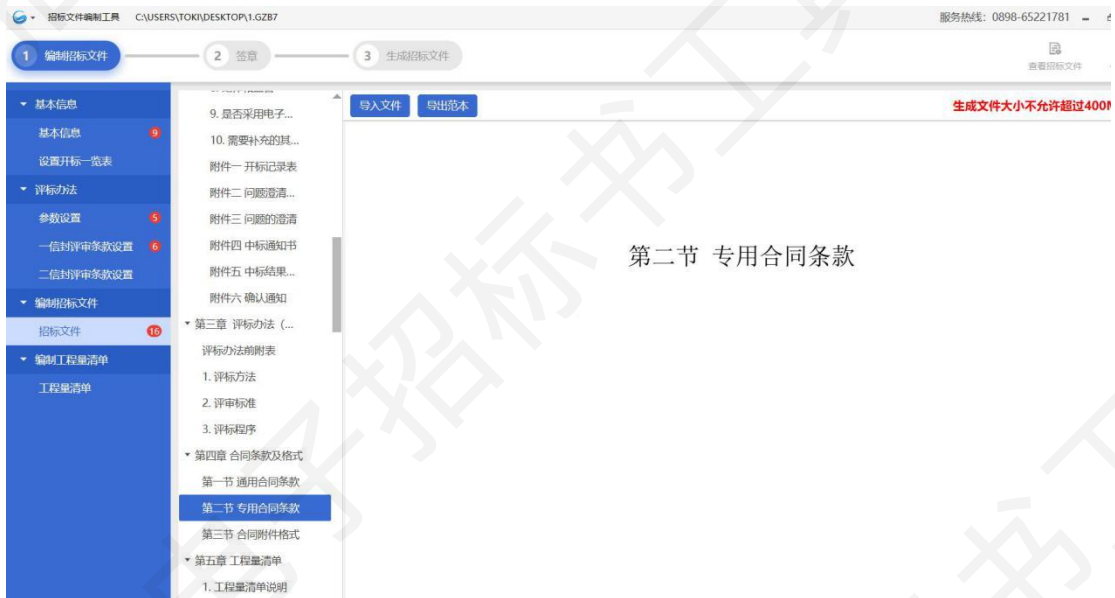 招标文件编制工具 C:\USERS\TOKI\DESKTOP\1.GZB7
服务热线：0898-65221781
1 编制招标文件
2 签章
3 生成招标文件
查看招标文件
基本信息
基本信息 9
设置开标一览表
评标办法
参数设置 5
一信封评审条款设置 6
二信封评审条款设置
编制招标文件
招标文件 16
编制工程量清单
工程量清单
9. 是否采用电子...
10. 需要补充的其...
附件一 开标记录表
附件二 问题澄清...
附件三 问题的澄清
附件四 中标通知书
附件五 中标结果...
附件六 确认通知
第三章 评标办法（...
评标办法前附表
1. 评标方法
2. 评审标准
3. 评标程序
第四章 合同条款及格式
第一节 通用合同条款
第二节 专用合同条款
第三节 合同附件格式
第五章 工程量清单
1. 工程量清单说明
导入文件 导出范本
生成文件大小不允许超过400M
第二节 专用合同条款